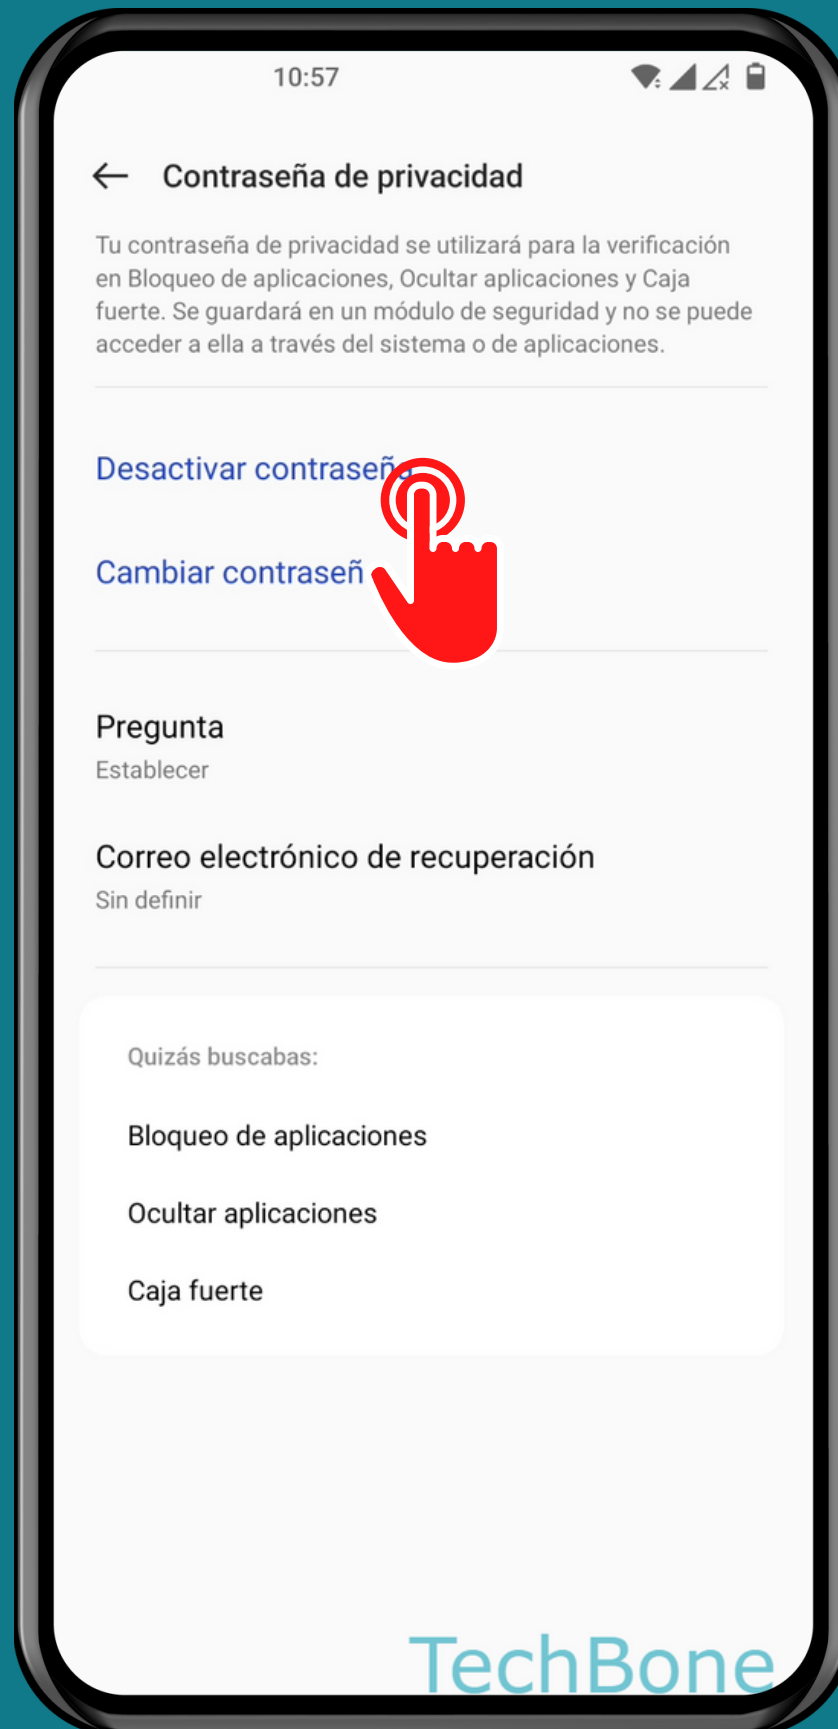 10:57
Contraseña de privacidad
Tu contraseña de privacidad se utilizará para la verificación
en Bloqueo de aplicaciones, Ocultar aplicaciones y Caja
fuerte. Se guardará en un módulo de seguridad y no se puede
acceder a ella a través del sistema o de aplicaciones.
Desactivar contraseña
Cambiar contraseñ
Pregunta
Establecer
Correo electrónico de recuperación
Sin definir
Quizás buscabas:
Bloqueo de aplicaciones
Ocultar aplicaciones
Caja fuerte
TechBone